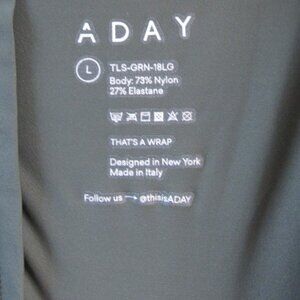 ADAY
L
TLS-GRN-18LG
Body: 73% Nylon
27% Elastane
THAT'S A WRAP
Designed in New York
Made in Italy
Follow us → @thisisADAY